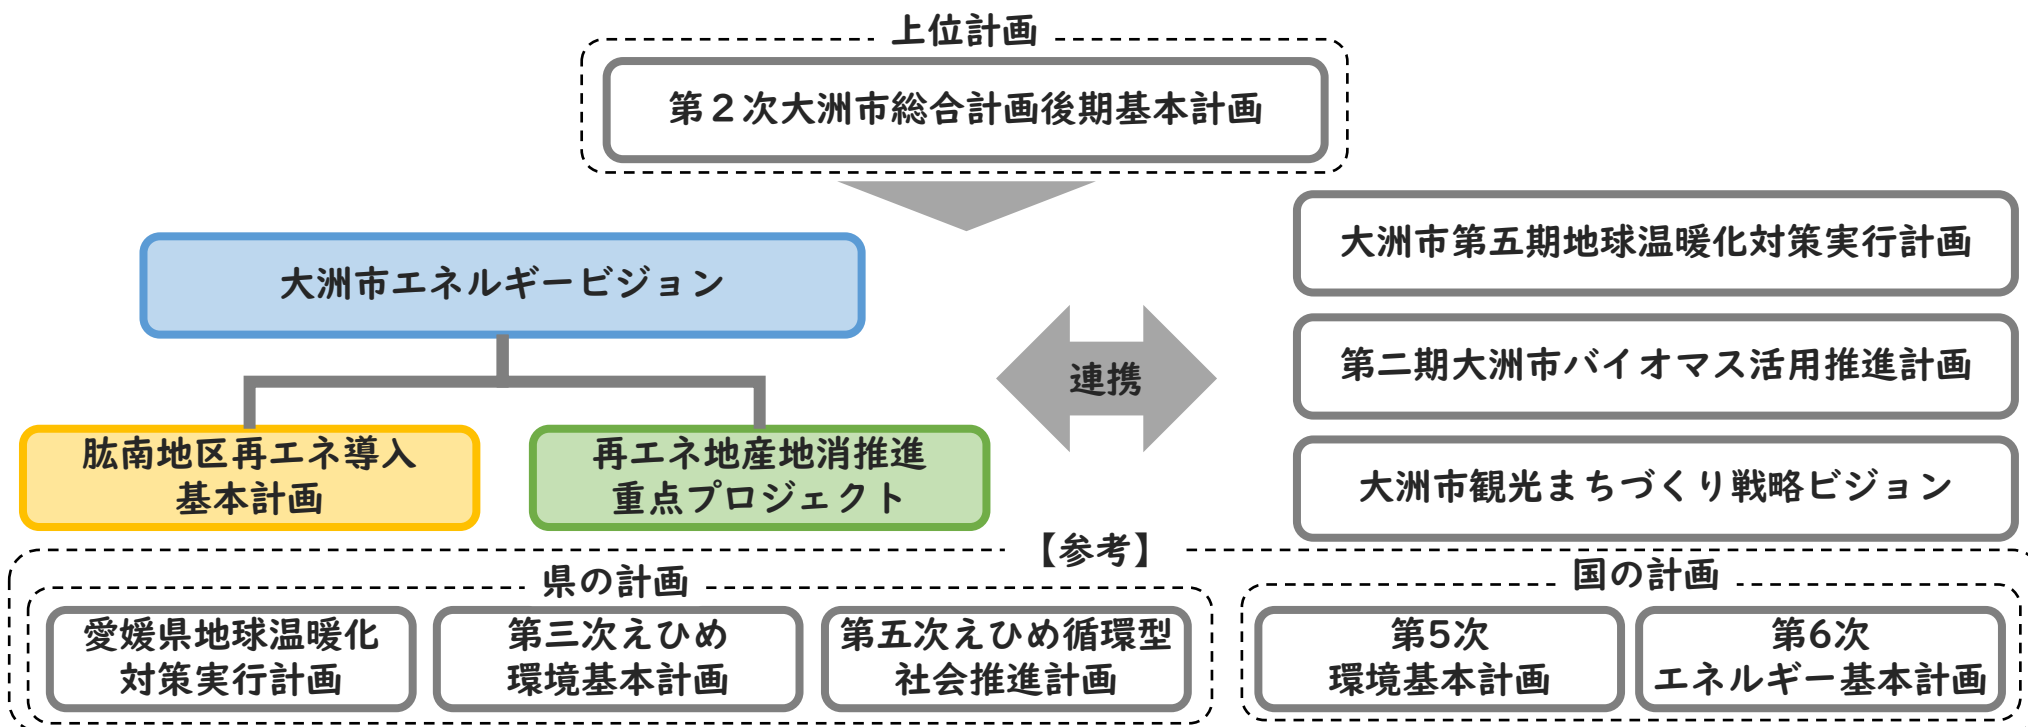 上位計画
第２次大洲市総合計画後期基本計画
大洲市エネルギービジョン
肱南地区再エネ導入
基本計画
再エネ地産地消推進
重点プロジェクト
連携
大洲市第五期地球温暖化対策実行計画
第二期大洲市バイオマス活用推進計画
大洲市観光まちづくり戦略ビジョン
【参考】
県の計画
愛媛県地球温暖化
対策実行計画
第三次えひめ
環境基本計画
第五次えひめ循環型
社会推進計画
国の計画
第5次
環境基本計画
第6次
エネルギー基本計画